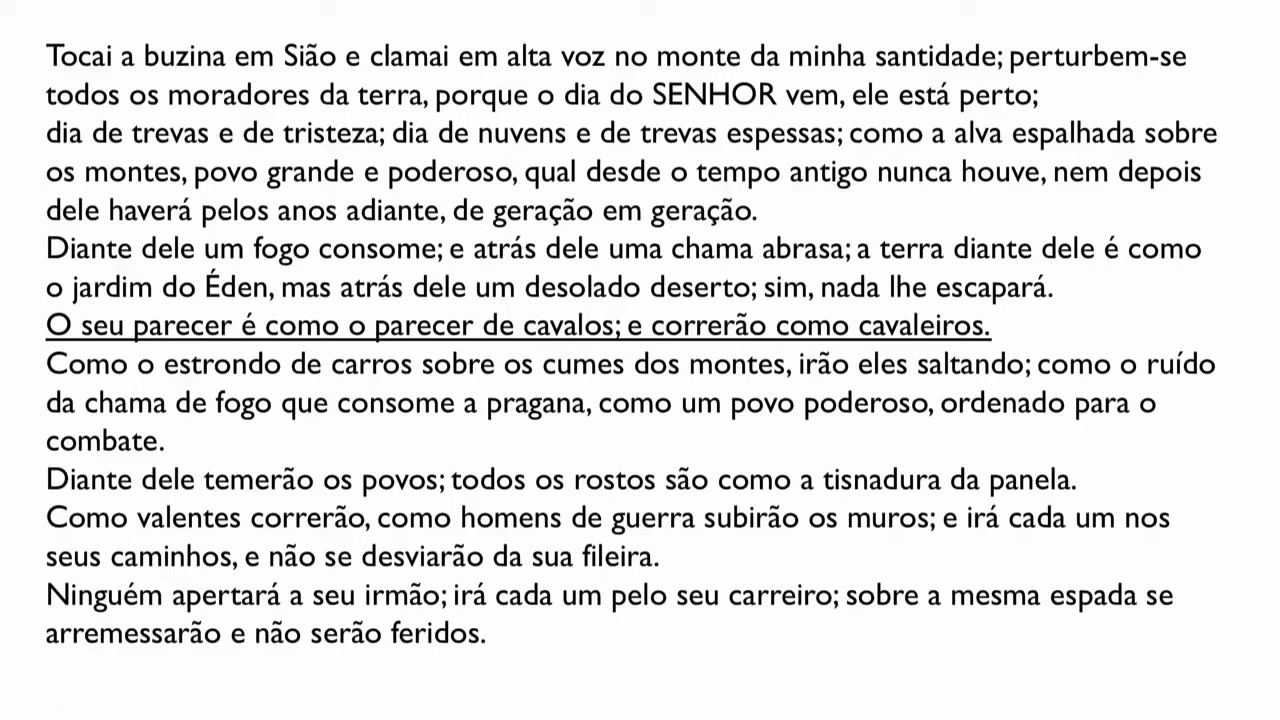 Tocai a buzina em Sião e clamai em alta voz no monte da minha santidade; perturbem-se
todos os moradores da terra, porque o dia do SENHOR vem, ele está perto;
dia de trevas e de tristeza; dia de nuvens e de trevas espessas; como a alva espalhada sobre
os montes, povo grande e poderoso, qual desde o tempo antigo nunca houve, nem depois
dele haverá pelos anos adiante, de geração em geração.
Diante dele um fogo consome; e atrás dele uma chama abrasa; a terra diante dele é como
o jardim do Éden, mas atrás dele um desolado deserto; sim, nada lhe escapará.
O seu parecer é como o parecer de cavalos; e correrão como cavaleiros.
Como o estrondo de carros sobre os cumes dos montes, irão eles saltando; como o ruído
da chama de fogo que consome a pragana, como um povo poderoso, ordenado para o
combate.
Diante dele temerão os povos; todos os rostos são como a tisnadura da panela.
Como valentes correrão, como homens de guerra subirão os muros; e irá cada um nos
seus caminhos, e não se desviarão da sua fileira.
Ninguém apertará a seu irmão; irá cada um pelo seu carreiro; sobre a mesma espada se
arremessarão e não serão feridos.